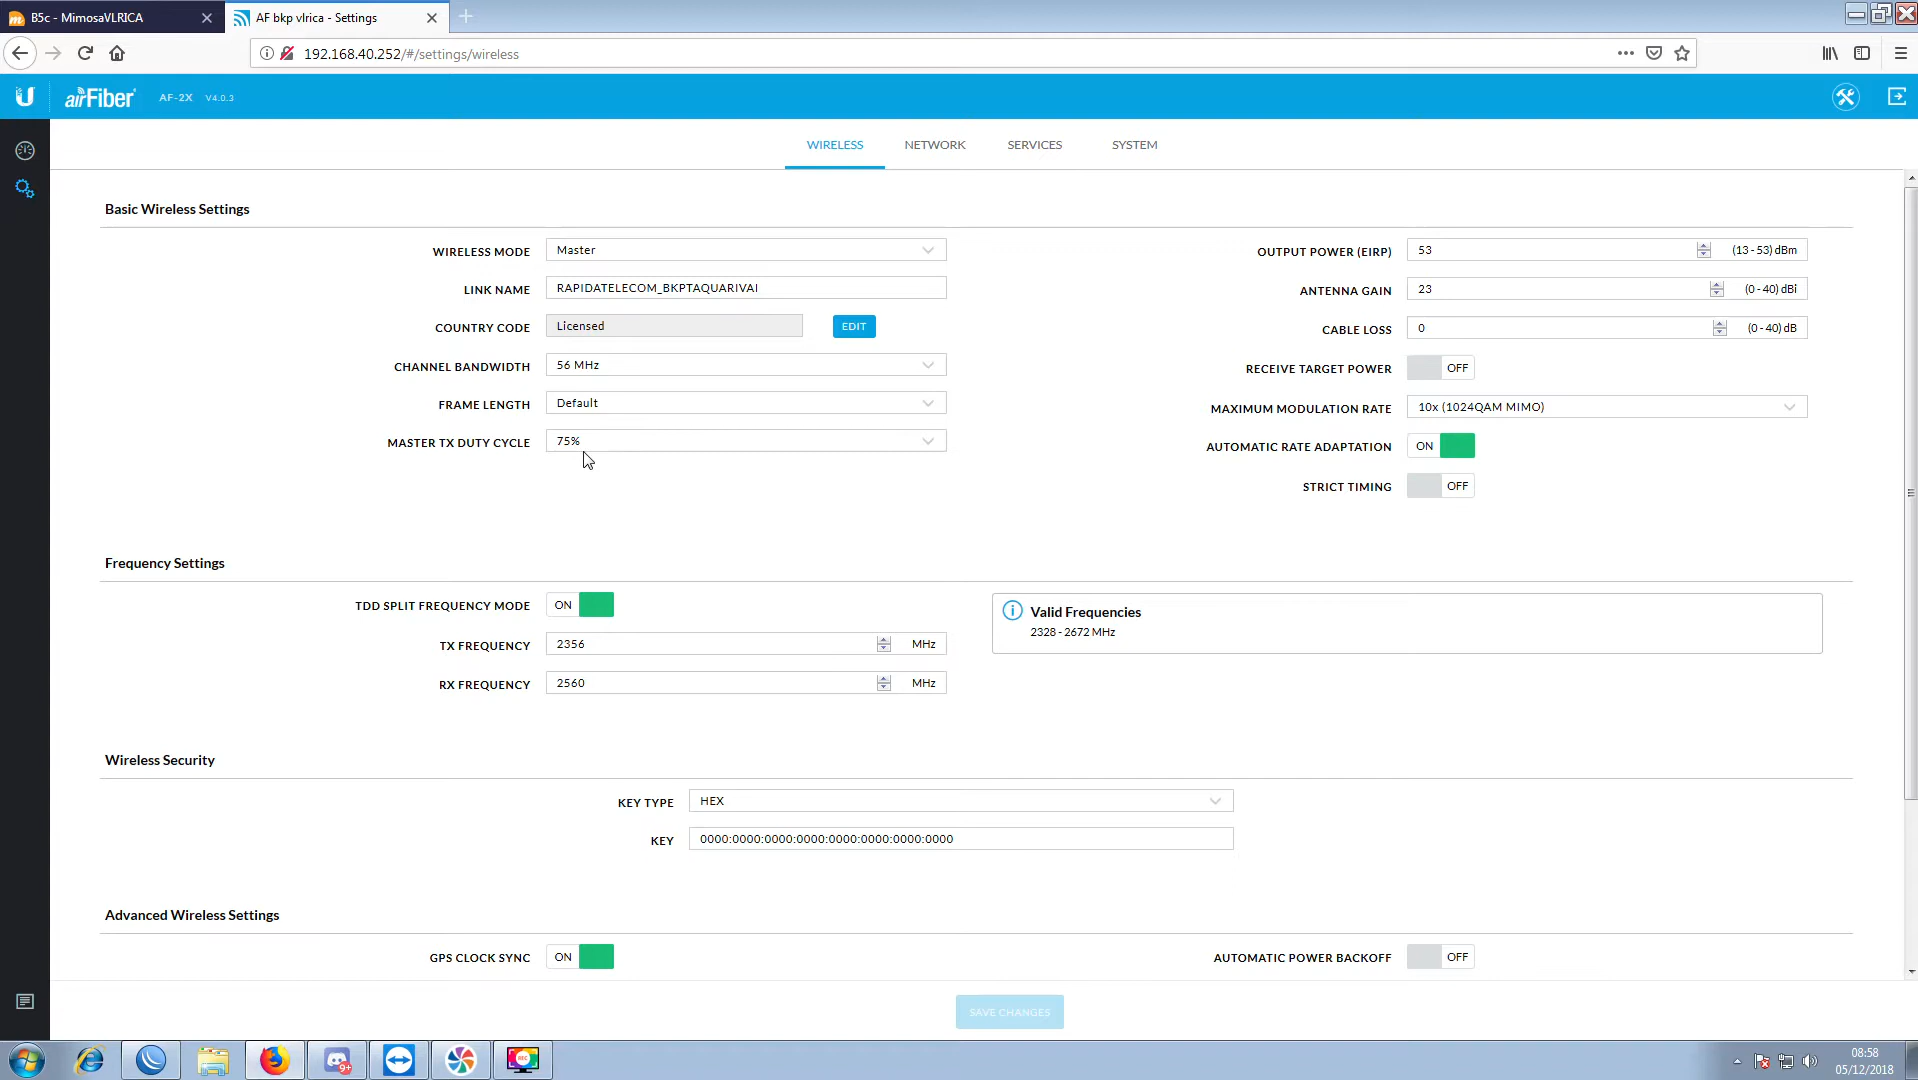 B5c - MimosaVLRICA
AF bkp vlrica - Settings
192.168.40.252/#/settings/wireless
airFiber AF-2X V4.0.3
WIRELESS NETWORK SERVICES SYSTEM
Basic Wireless Settings
WIRELESS MODE Master
LINK NAME RAPIDATELECOM_BKPTAQUARIVAI
COUNTRY CODE Licensed EDIT
CHANNEL BANDWIDTH 56 MHz
FRAME LENGTH Default
MASTER TX DUTY CYCLE 75%
OUTPUT POWER (EIRP) 53 (13 - 53) dBm
ANTENNA GAIN 23 (0 - 40) dBi
CABLE LOSS 0 (0 - 40) dB
RECEIVE TARGET POWER OFF
MAXIMUM MODULATION RATE 10x (1024QAM MIMO)
AUTOMATIC RATE ADAPTATION ON
STRICT TIMING OFF
Frequency Settings
TDD SPLIT FREQUENCY MODE ON
TX FREQUENCY 2356 MHz
RX FREQUENCY 2560 MHz
Valid Frequencies
2328 - 2672 MHz
Wireless Security
KEY TYPE HEX
KEY 0000:0000:0000:0000:0000:0000:0000:0000
Advanced Wireless Settings
GPS CLOCK SYNC ON
AUTOMATIC POWER BACKOFF OFF
SAVE CHANGES
9+
REC
08:58
05/12/2018